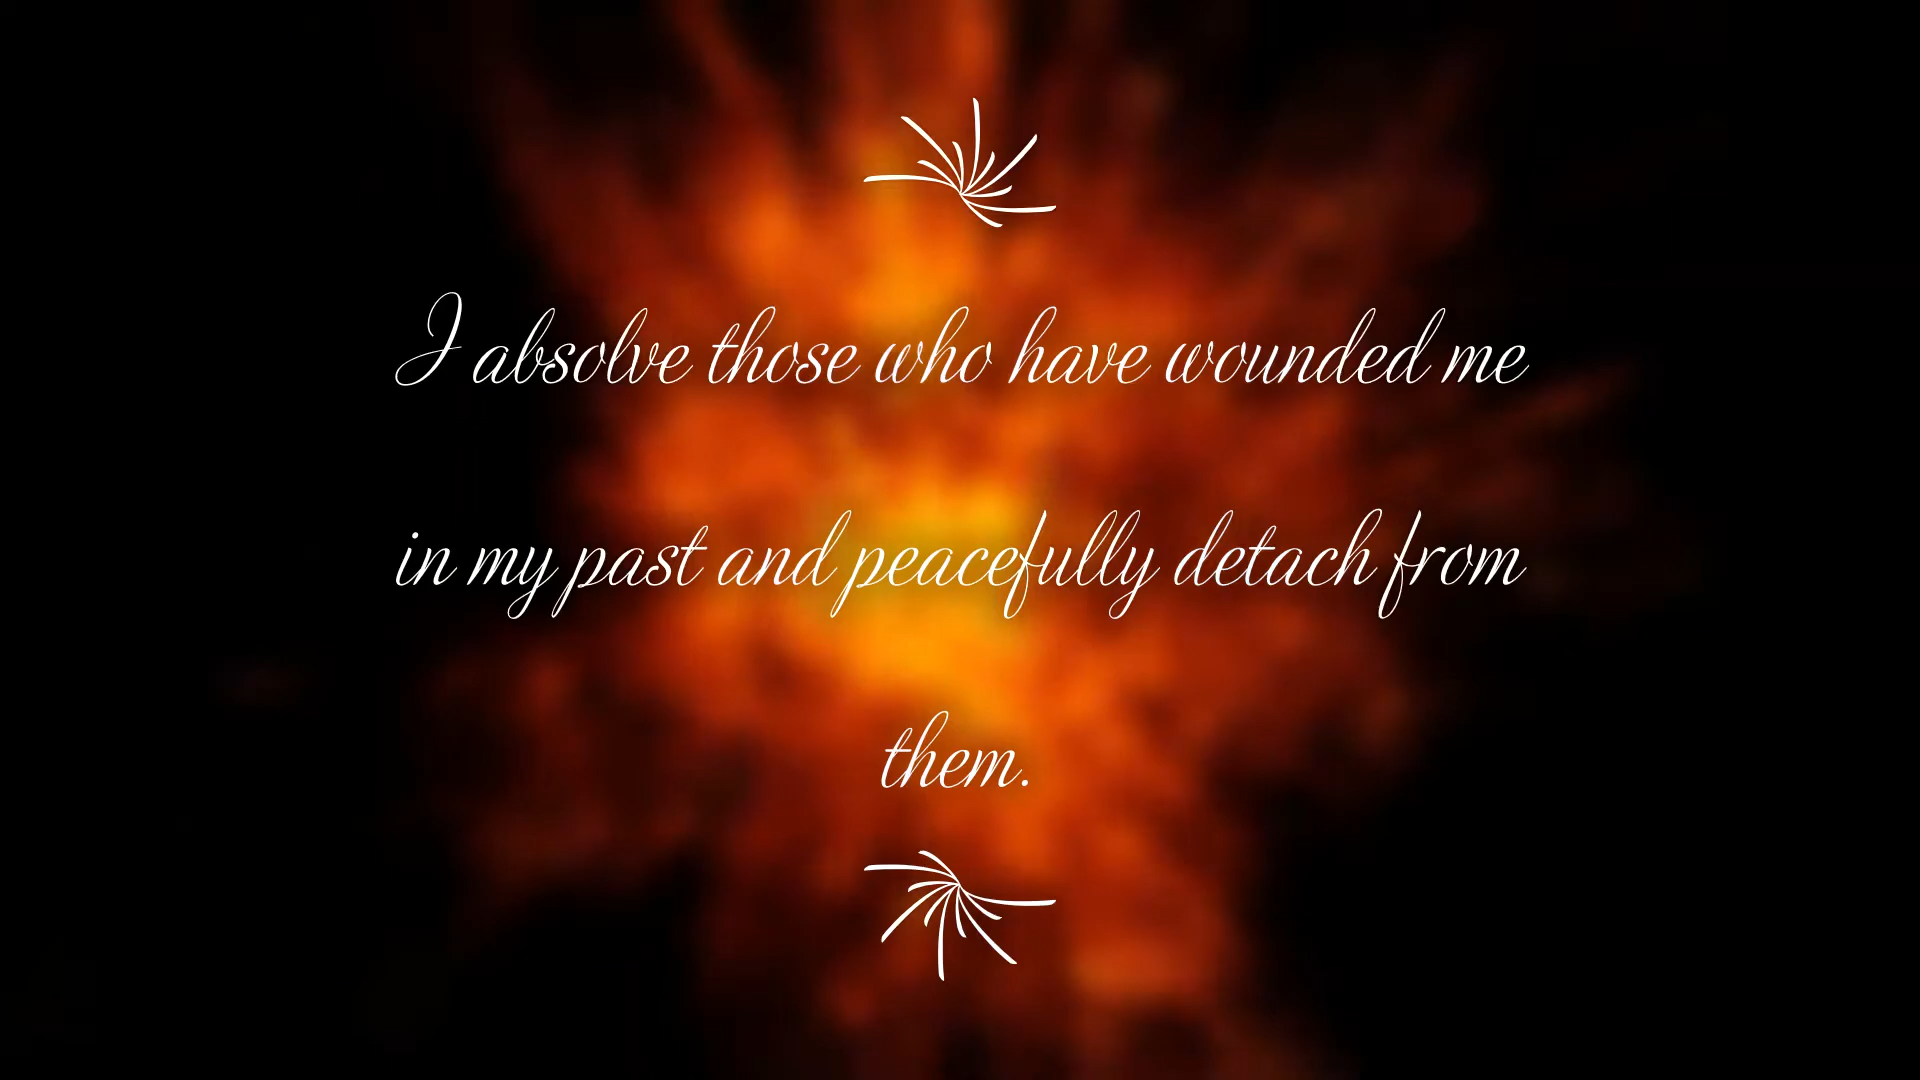 I absolve those who have wounded me
in my past and peacefully detach from
them.